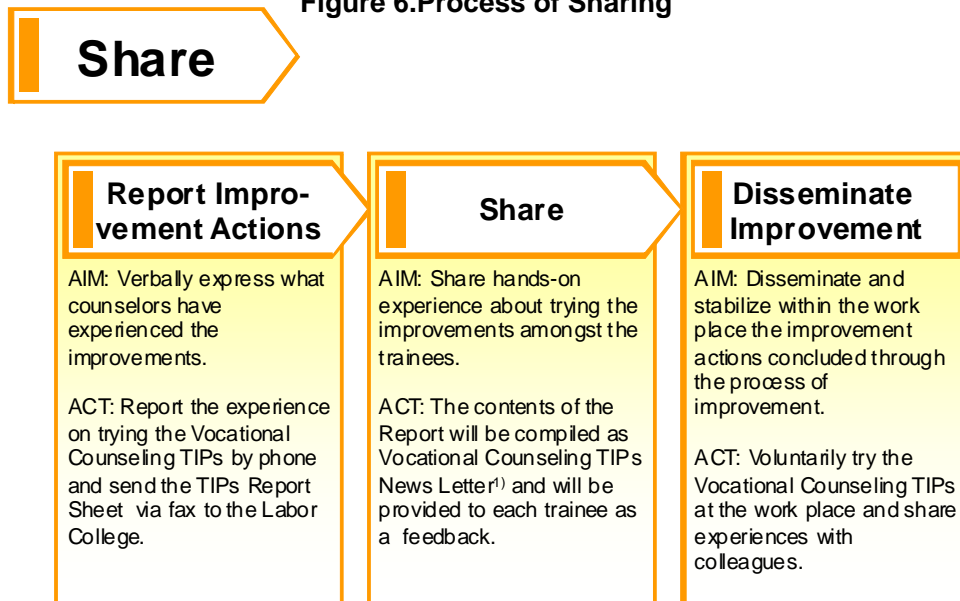 Figure 6.Process of Sharing
Share
Report Impro-
vement Actions
AIM: Verbally express what
counselors have
experienced the
improvements.
ACT: Report the experience
on trying the Vocational
Counseling TIPs by phone
and send the TIPs Report
Sheet via fax to the Labor
College.
Share
AIM: Share hands-on
experience about trying the
improvements amongst the
trainees.
ACT: The contents of the
Report will be compiled as
Vocational Counseling TIPs
News Letter¹⁾ and will be
provided to each trainee as
a feedback.
Disseminate
Improvement
AIM: Disseminate and
stabilize within the work
place the improvement
actions concluded through
the process of
improvement.
ACT: Voluntarily try the
Vocational Counseling TIPs
at the work place and share
experiences with
colleagues.